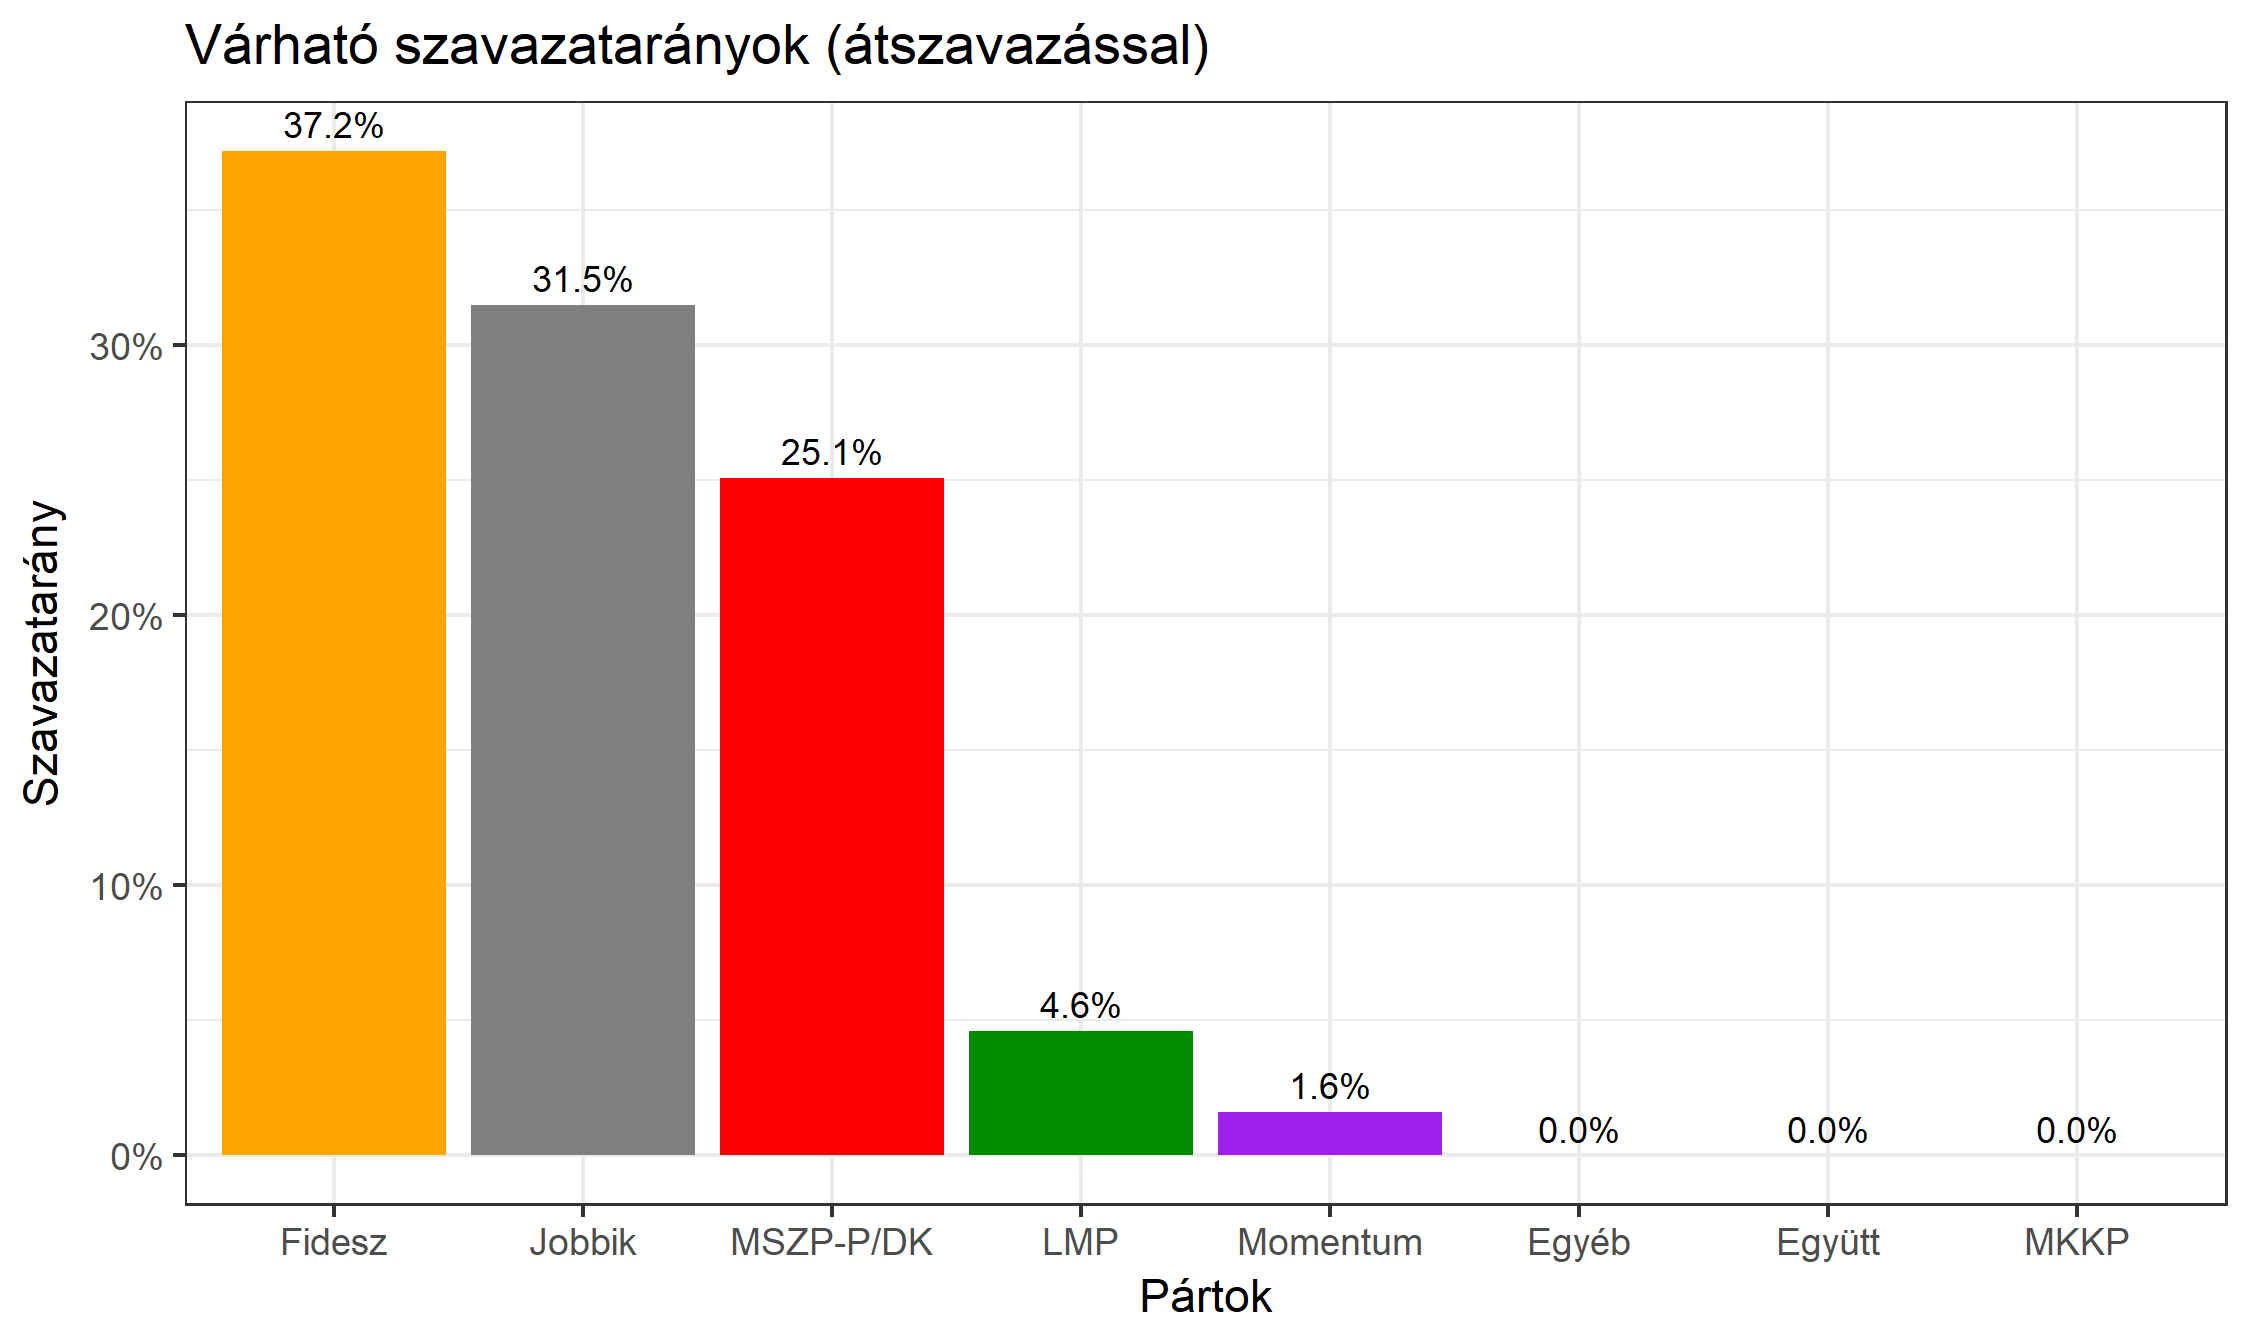 Várható szavazatarányok (átszavazással)
37.2%
31.5%
25.1%
4.6%
1.6%
0.0%
0.0%
0.0%
30%
20%
10%
0%
Szavazatarány
Fidesz
Jobbik
MSZP-P/DK
LMP
Momentum
Egyéb
Együtt
MKKP
Pártok